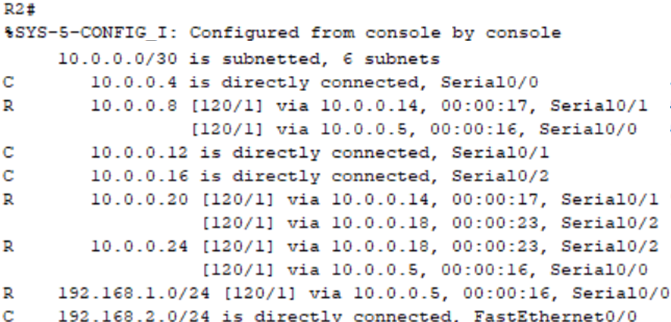 R2#
%SYS-5-CONFIG_I: Configured from console by console
10.0.0.0/30 is subnetted, 6 subnets
C 10.0.0.4 is directly connected, Serial0/0
R 10.0.0.8 [120/1] via 10.0.0.14, 00:00:17, Serial0/1
[120/1] via 10.0.0.5, 00:00:16, Serial0/0
C 10.0.0.12 is directly connected, Serial0/1
C 10.0.0.16 is directly connected, Serial0/2
R 10.0.0.20 [120/1] via 10.0.0.14, 00:00:17, Serial0/1
[120/1] via 10.0.0.18, 00:00:23, Serial0/2
R 10.0.0.24 [120/1] via 10.0.0.18, 00:00:23, Serial0/2
[120/1] via 10.0.0.5, 00:00:16, Serial0/0
R 192.168.1.0/24 [120/1] via 10.0.0.5, 00:00:16, Serial0/0
C 192.168.2.0/24 is directly connected, FastEthernet0/0